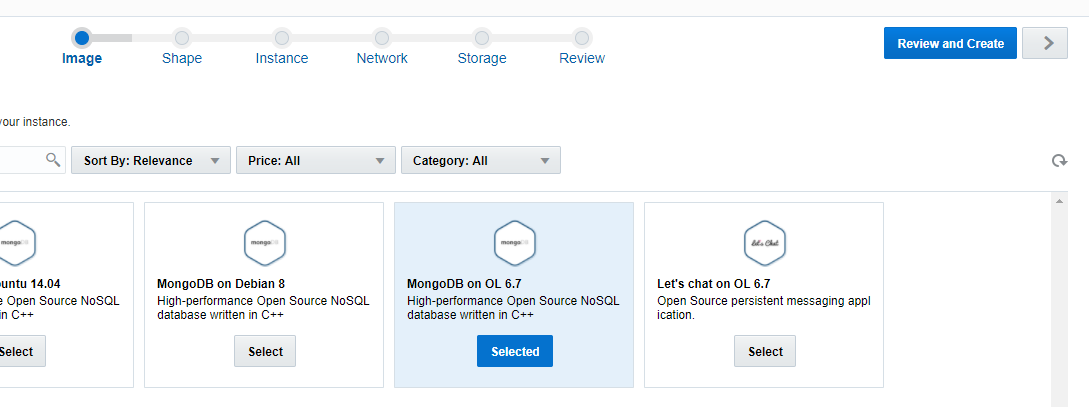 Image
Shape
Instance
Network
Storage
Review
Review and Create
your instance.
Sort By: Relevance
Price: All
Category: All
mongoDB
untu 14.04
e Open Source NoSQL
in C++
Select
mongoDB
MongoDB on Debian 8
High-performance Open Source NoSQL
database written in C++
Select
mongoDB
MongoDB on OL 6.7
High-performance Open Source NoSQL
database written in C++
Selected
Let's Chat
Let's chat on OL 6.7
Open Source persistent messaging appl
ication.
Select